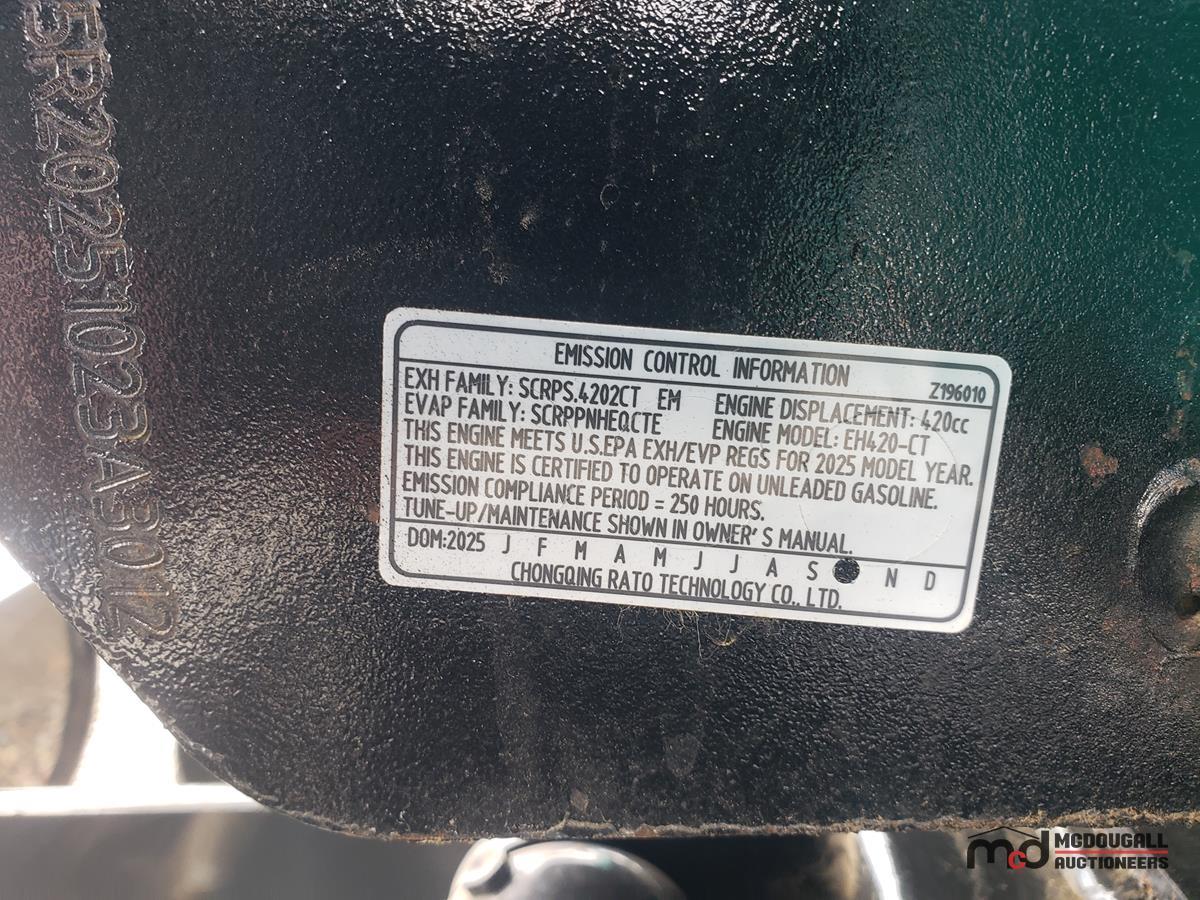 5R20251023A3012
EMISSION CONTROL INFORMATION
Z196010
EXH FAMILY: SCRPS.4202CT EM ENGINE DISPLACEMENT: 420cc
EVAP FAMILY: SCRPPNHEQCTE ENGINE MODEL: EH420-CT
THIS ENGINE MEETS U.S.EPA EXH/EVP REGS FOR 2025 MODEL YEAR.
THIS ENGINE IS CERTIFIED TO OPERATE ON UNLEADED GASOLINE.
EMISSION COMPLIANCE PERIOD = 250 HOURS.
TUNE-UP/MAINTENANCE SHOWN IN OWNER'S MANUAL.
DOM:2025 J F M A M J J A S N D
CHONGQING RATO TECHNOLOGY CO., LTD.
mcd MCDOUGALL
AUCTIONEERS